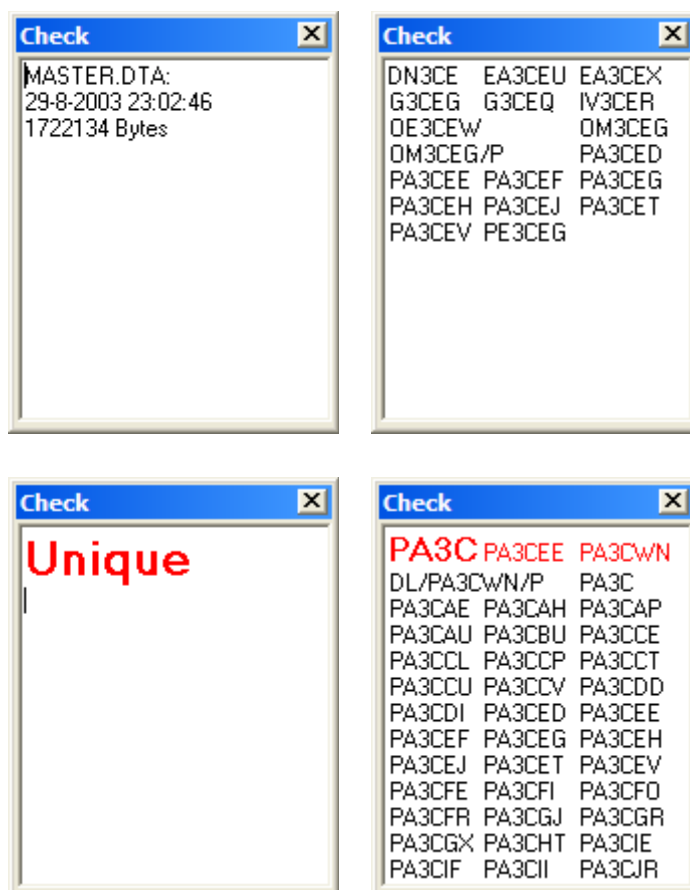 Check
MASTER.DTA:
29-8-2003 23:02:46
1722134 Bytes
Check
DN3CE EA3CEU EA3CEX
G3CEG G3CEQ IV3CER
OE3CEW OM3CEG
OM3CEG/P PA3CED
PA3CEE PA3CEF PA3CEG
PA3CEH PA3CEJ PA3CET
PA3CEV PE3CEG
Check
Unique
Check
PA3C PA3CEE PA3CWN
DL/PA3CWN/P PA3C
PA3CAE PA3CAH PA3CAP
PA3CAU PA3CBU PA3CCE
PA3CCL PA3CCP PA3CCT
PA3CCU PA3CCV PA3CDD
PA3CDI PA3CED PA3CEE
PA3CEF PA3CEG PA3CEH
PA3CEJ PA3CET PA3CEV
PA3CFE PA3CFI PA3CFO
PA3CFR PA3CGJ PA3CGR
PA3CGX PA3CHT PA3CIE
PA3CIF PA3CII PA3CJR